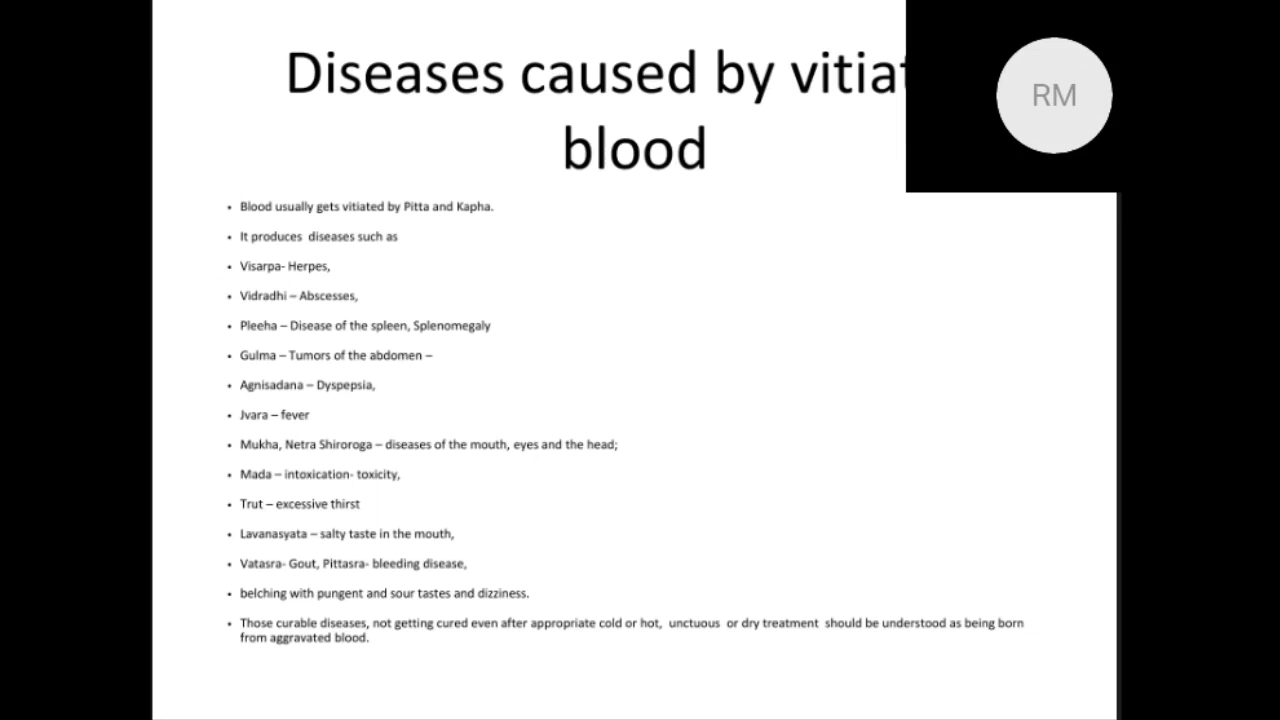 Diseases caused by
blood
RM
• Blood usually gets vitiated by Pitta and Kapha.
• It produces  diseases such as
• Visarpa- Herpes,
• Vidradhi – Abscesses,
• Pleeha – Disease of the spleen, Splenomegaly
• Gulma – Tumors of the abdomen –
• Agnisadana – Dyspepsia,
• Jvara – fever
• Mukha, Netra Shiroroga – diseases of the mouth, eyes and the head;
• Mada – intoxication- toxicity,
• Trut – excessive thirst
• Lavanasyata – salty taste in the mouth,
• Vatasra- Gout, Pittasra- bleeding disease,
• belching with pungent and sour tastes and dizziness.
• Those curable diseases, not getting cured even after appropriate cold or hot,  unctuous  or dry treatment  should be understood as being born
from aggravated blood.